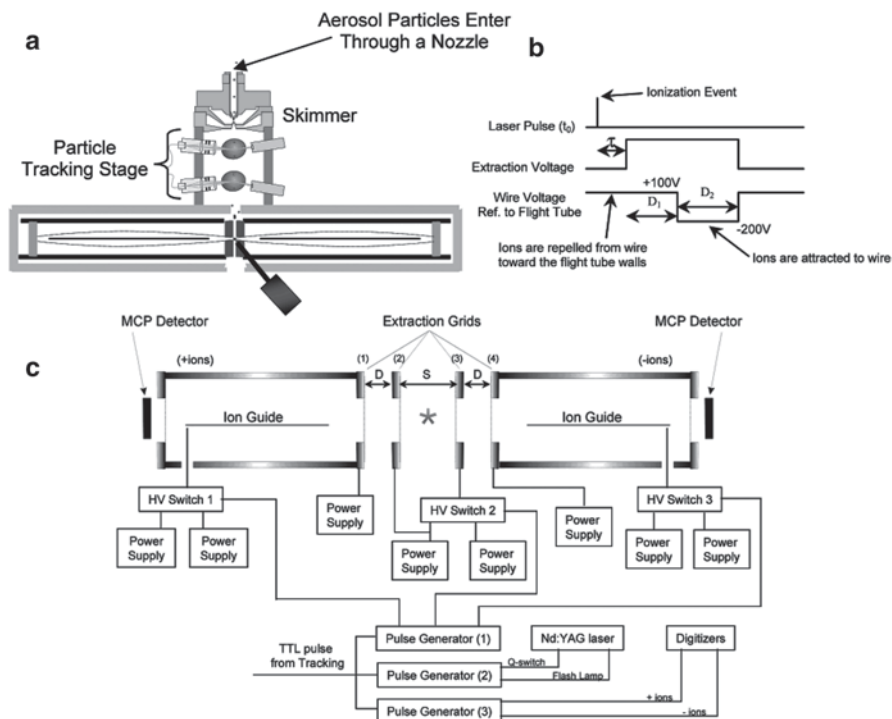 a
Aerosol Particles Enter
Through a Nozzle
Skimmer
Particle
Tracking Stage
b
Ionization Event
Laser Pulse (t0)
τ
Extraction Voltage
+100V
Wire Voltage
Ref. to Flight Tube
D1
D2
-200V
Ions are repelled from wire
toward the flight tube walls
Ions are attracted to wire
c
MCP Detector
Extraction Grids
MCP Detector
(+ions)
(1)
(2)
(3)
(4)
(-ions)
D
S
D
Ion Guide
*
Ion Guide
HV Switch 1
Power
Supply
Power
Supply
Power
Supply
HV Switch 2
Power
Supply
Power
Supply
Power
Supply
HV Switch 3
Power
Supply
Power
Supply
TTL pulse
from Tracking
Pulse Generator (1)
Pulse Generator (2)
Pulse Generator (3)
Nd:YAG laser
Q-switch
Flash Lamp
Digitizers
+ ions
- ions